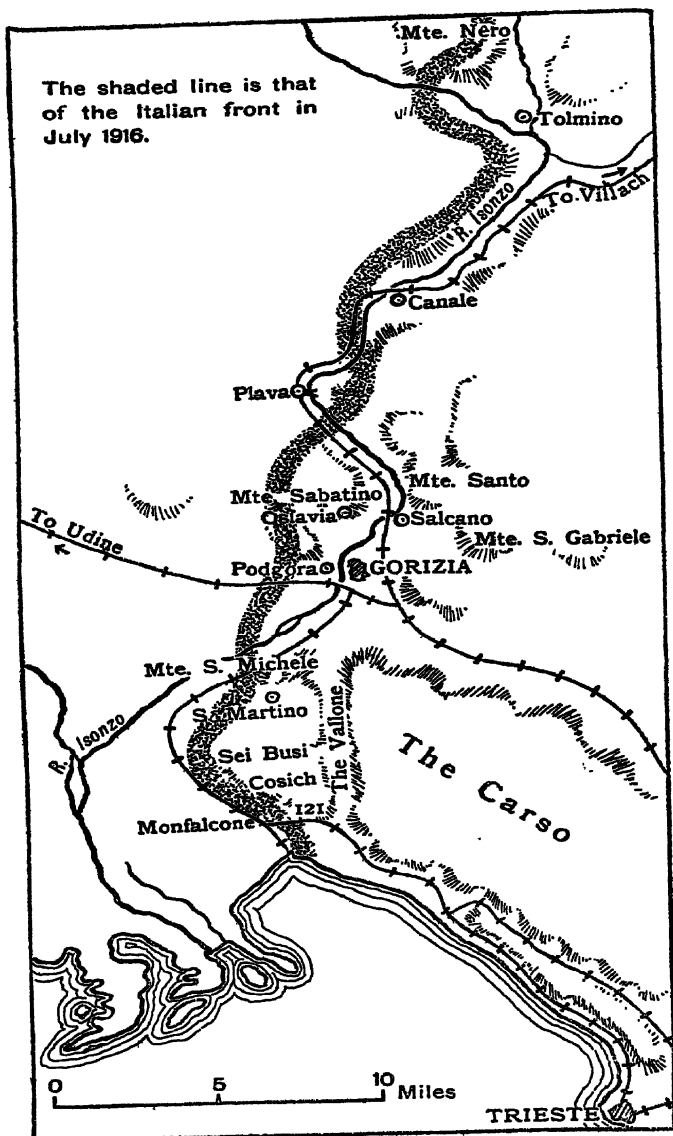 Mte. Nero
The shaded line is that
of the Italian front in
July 1916.
Tolmino
To Villach
R. Isonzo
Canale
Plava
Mte. Santo
Mte. Sabatino
Salcano
To Udine
Mte. S. Gabriele
Podgora
GORIZIA
Mte. S. Michele
S. Martino
R. Isonzo
The Vallone
Sei Busi
The Carso
Cosich
121
Monfalcone
0 5 10 Miles
TRIESTE